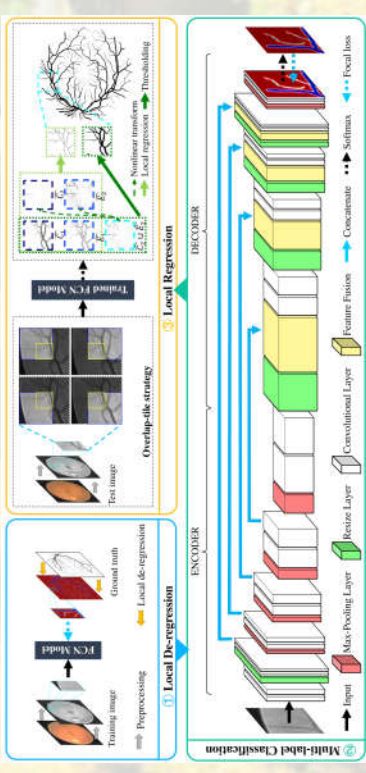 Training image
Preprocessing
FCN Model
Ground truth
Local de-regression
① Local De-regression
Test image
Overlap-tile strategy
Trained FCN Model
Nonlinear transform
Local regression
Thresholding
③ Local Regression
② Multi-label Classification
ENCODER
DECODER
Input
Max-Pooling Layer
Resize Layer
Convolutional Layer
Feature Fusion
Concatenate
Softmax
Focal loss